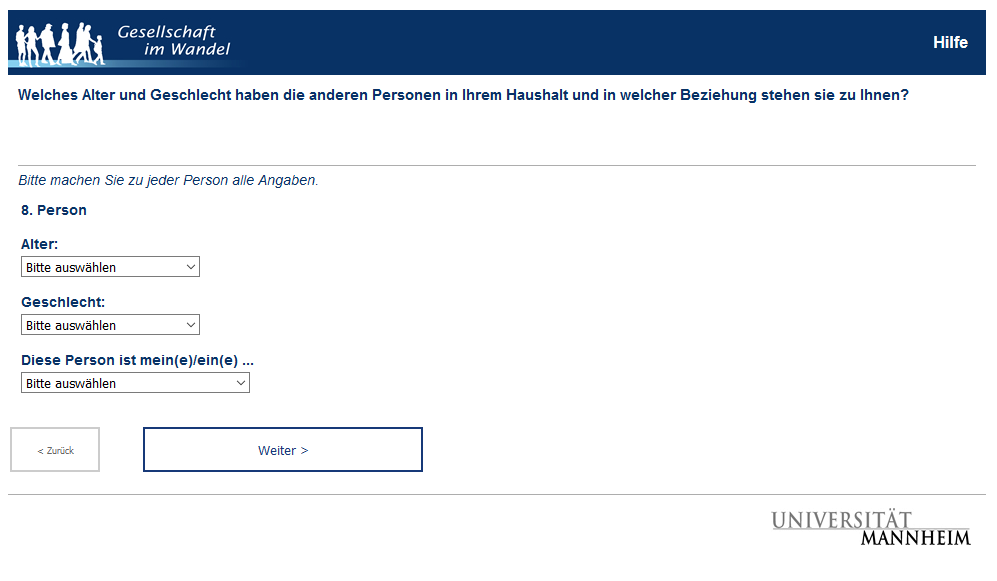 Gesellschaft
im Wandel
Hilfe
Welches Alter und Geschlecht haben die anderen Personen in Ihrem Haushalt und in welcher Beziehung stehen sie zu Ihnen?
Bitte machen Sie zu jeder Person alle Angaben.
8. Person
Alter:
Bitte auswählen
Geschlecht:
Bitte auswählen
Diese Person ist mein(e)/ein(e) ...
Bitte auswählen
< Zurück
Weiter >
UNIVERSITÄT
MANNHEIM